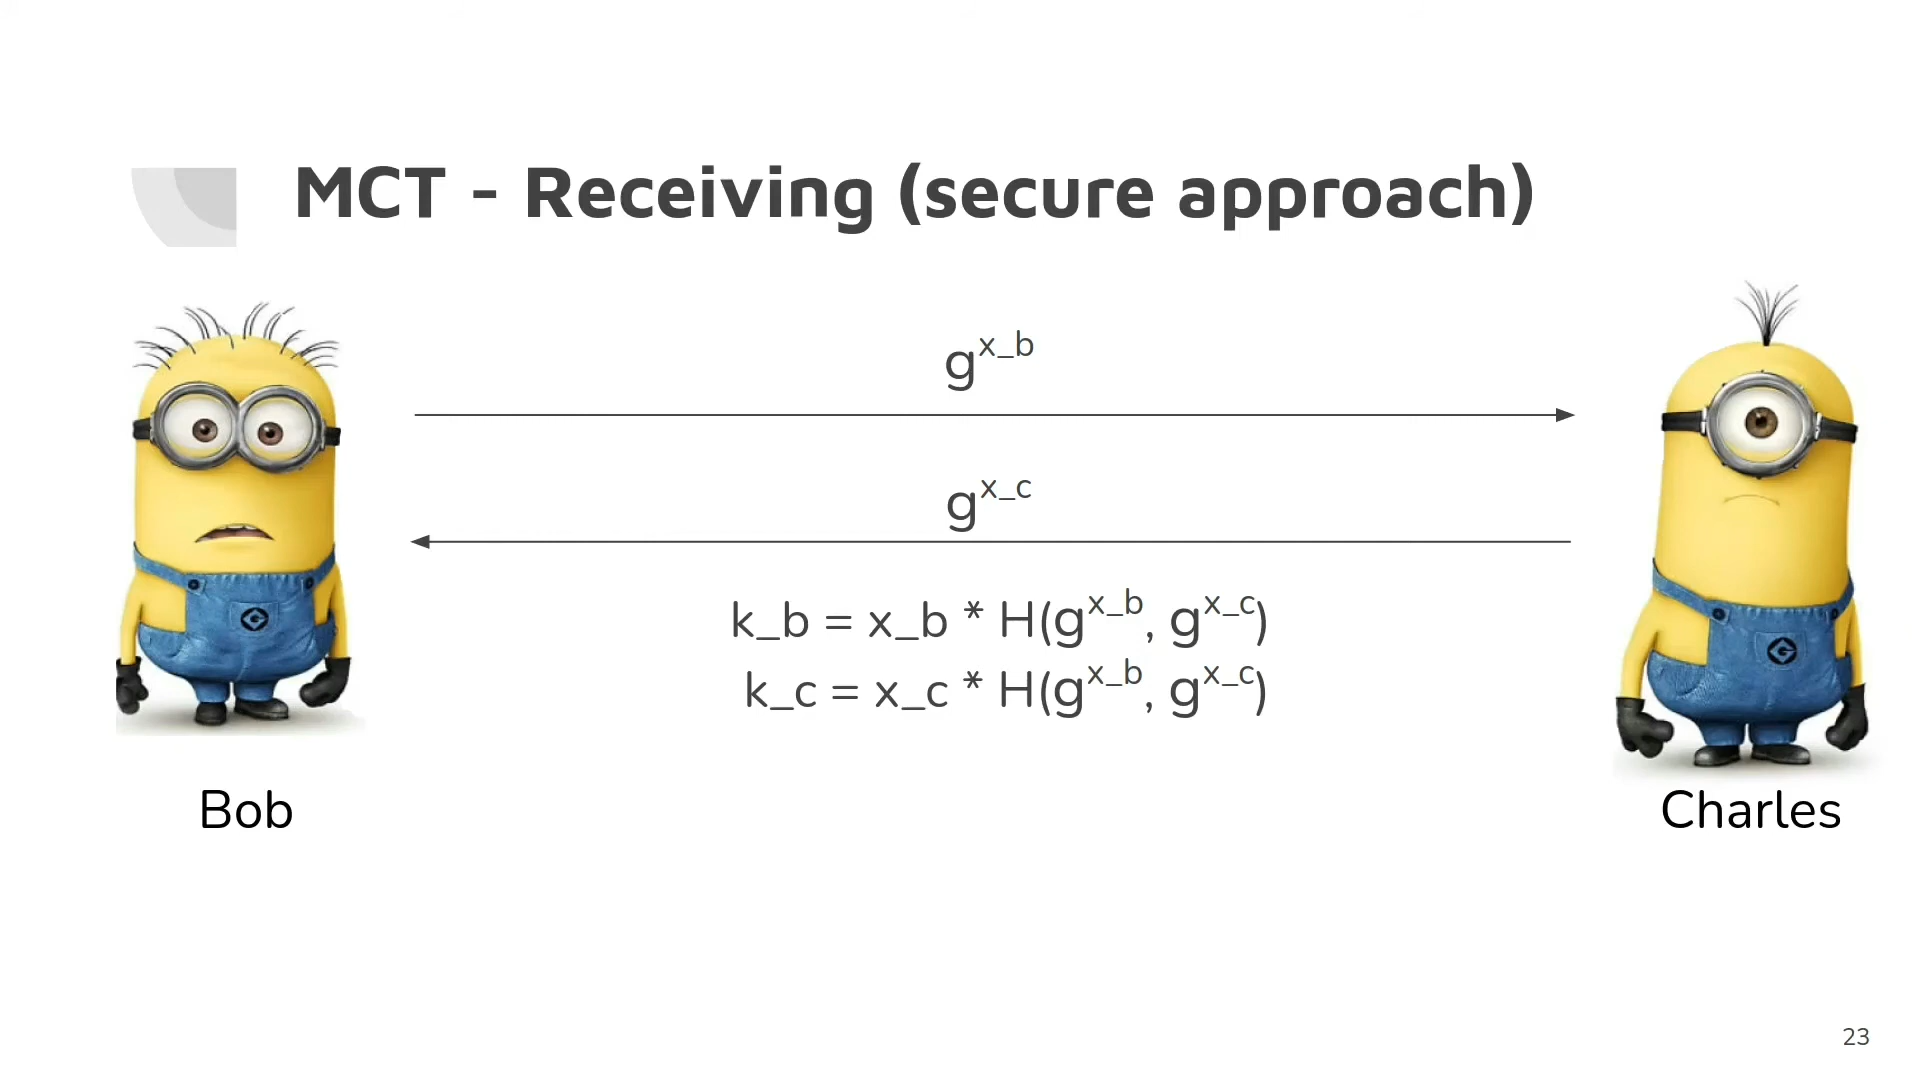 MCT - Receiving (secure approach)
g^x_b
g^x_c
k_b = x_b * H(g^x_b, g^x_c)
k_c = x_c * H(g^x_b, g^x_c)
Bob
Charles
23